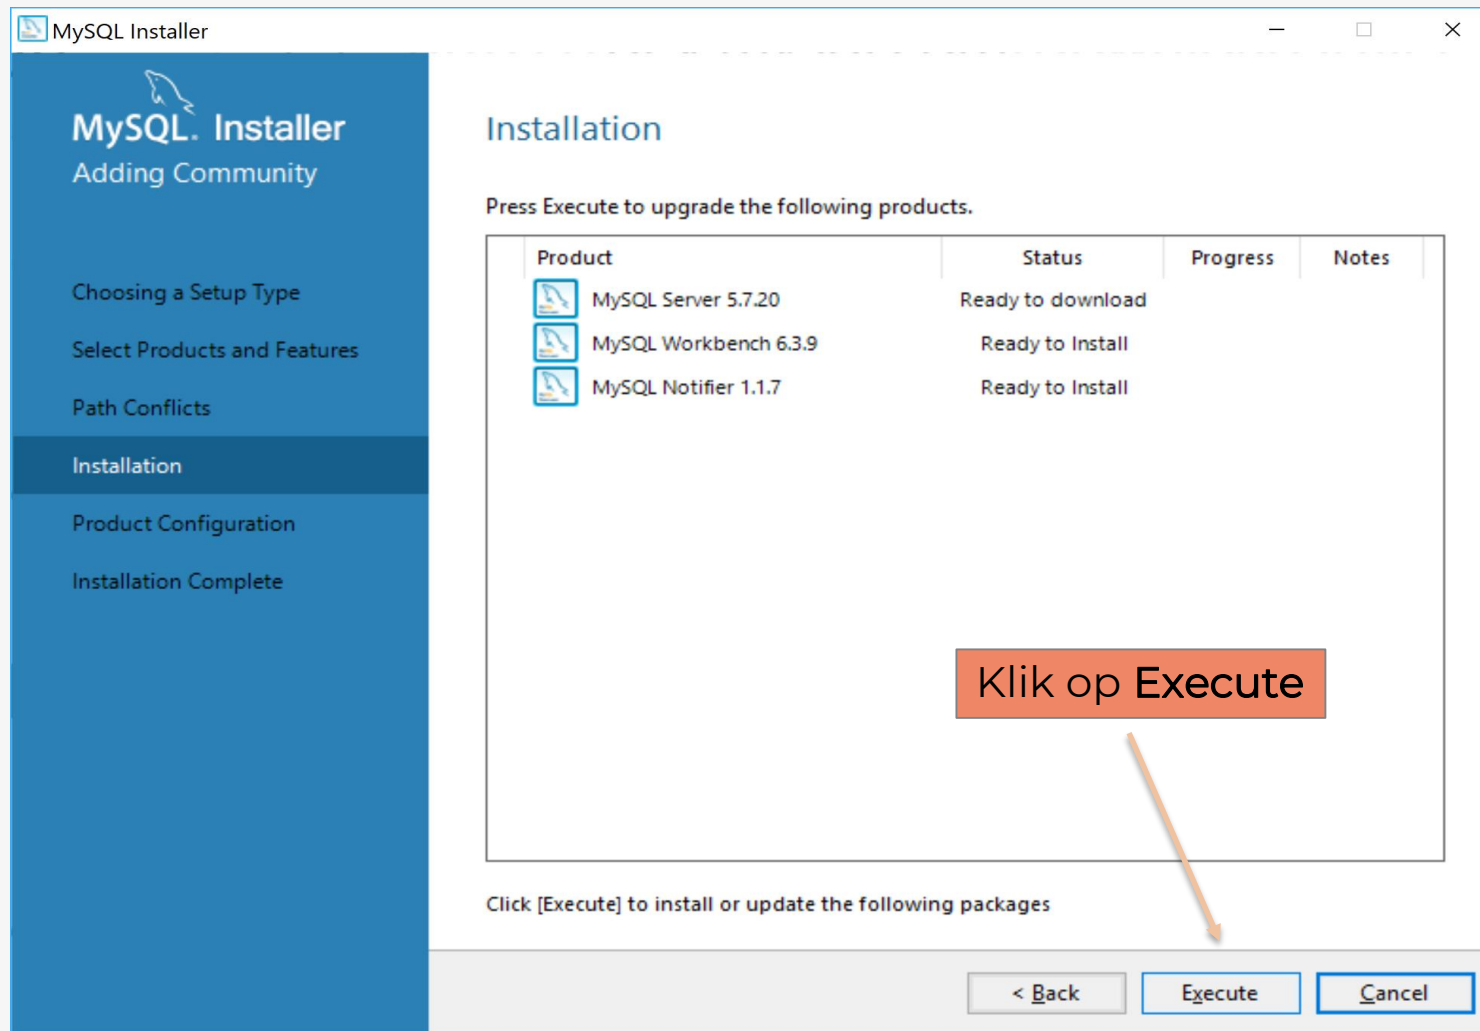 MySQL Installer
MySQL. Installer
Adding Community
Choosing a Setup Type
Select Products and Features
Path Conflicts
Installation
Product Configuration
Installation Complete
Installation
Press Execute to upgrade the following products.
Product Status Progress Notes
MySQL Server 5.7.20 Ready to download
MySQL Workbench 6.3.9 Ready to Install
MySQL Notifier 1.1.7 Ready to Install
Klik op Execute
Click [Execute] to install or update the following packages
< Back Execute Cancel